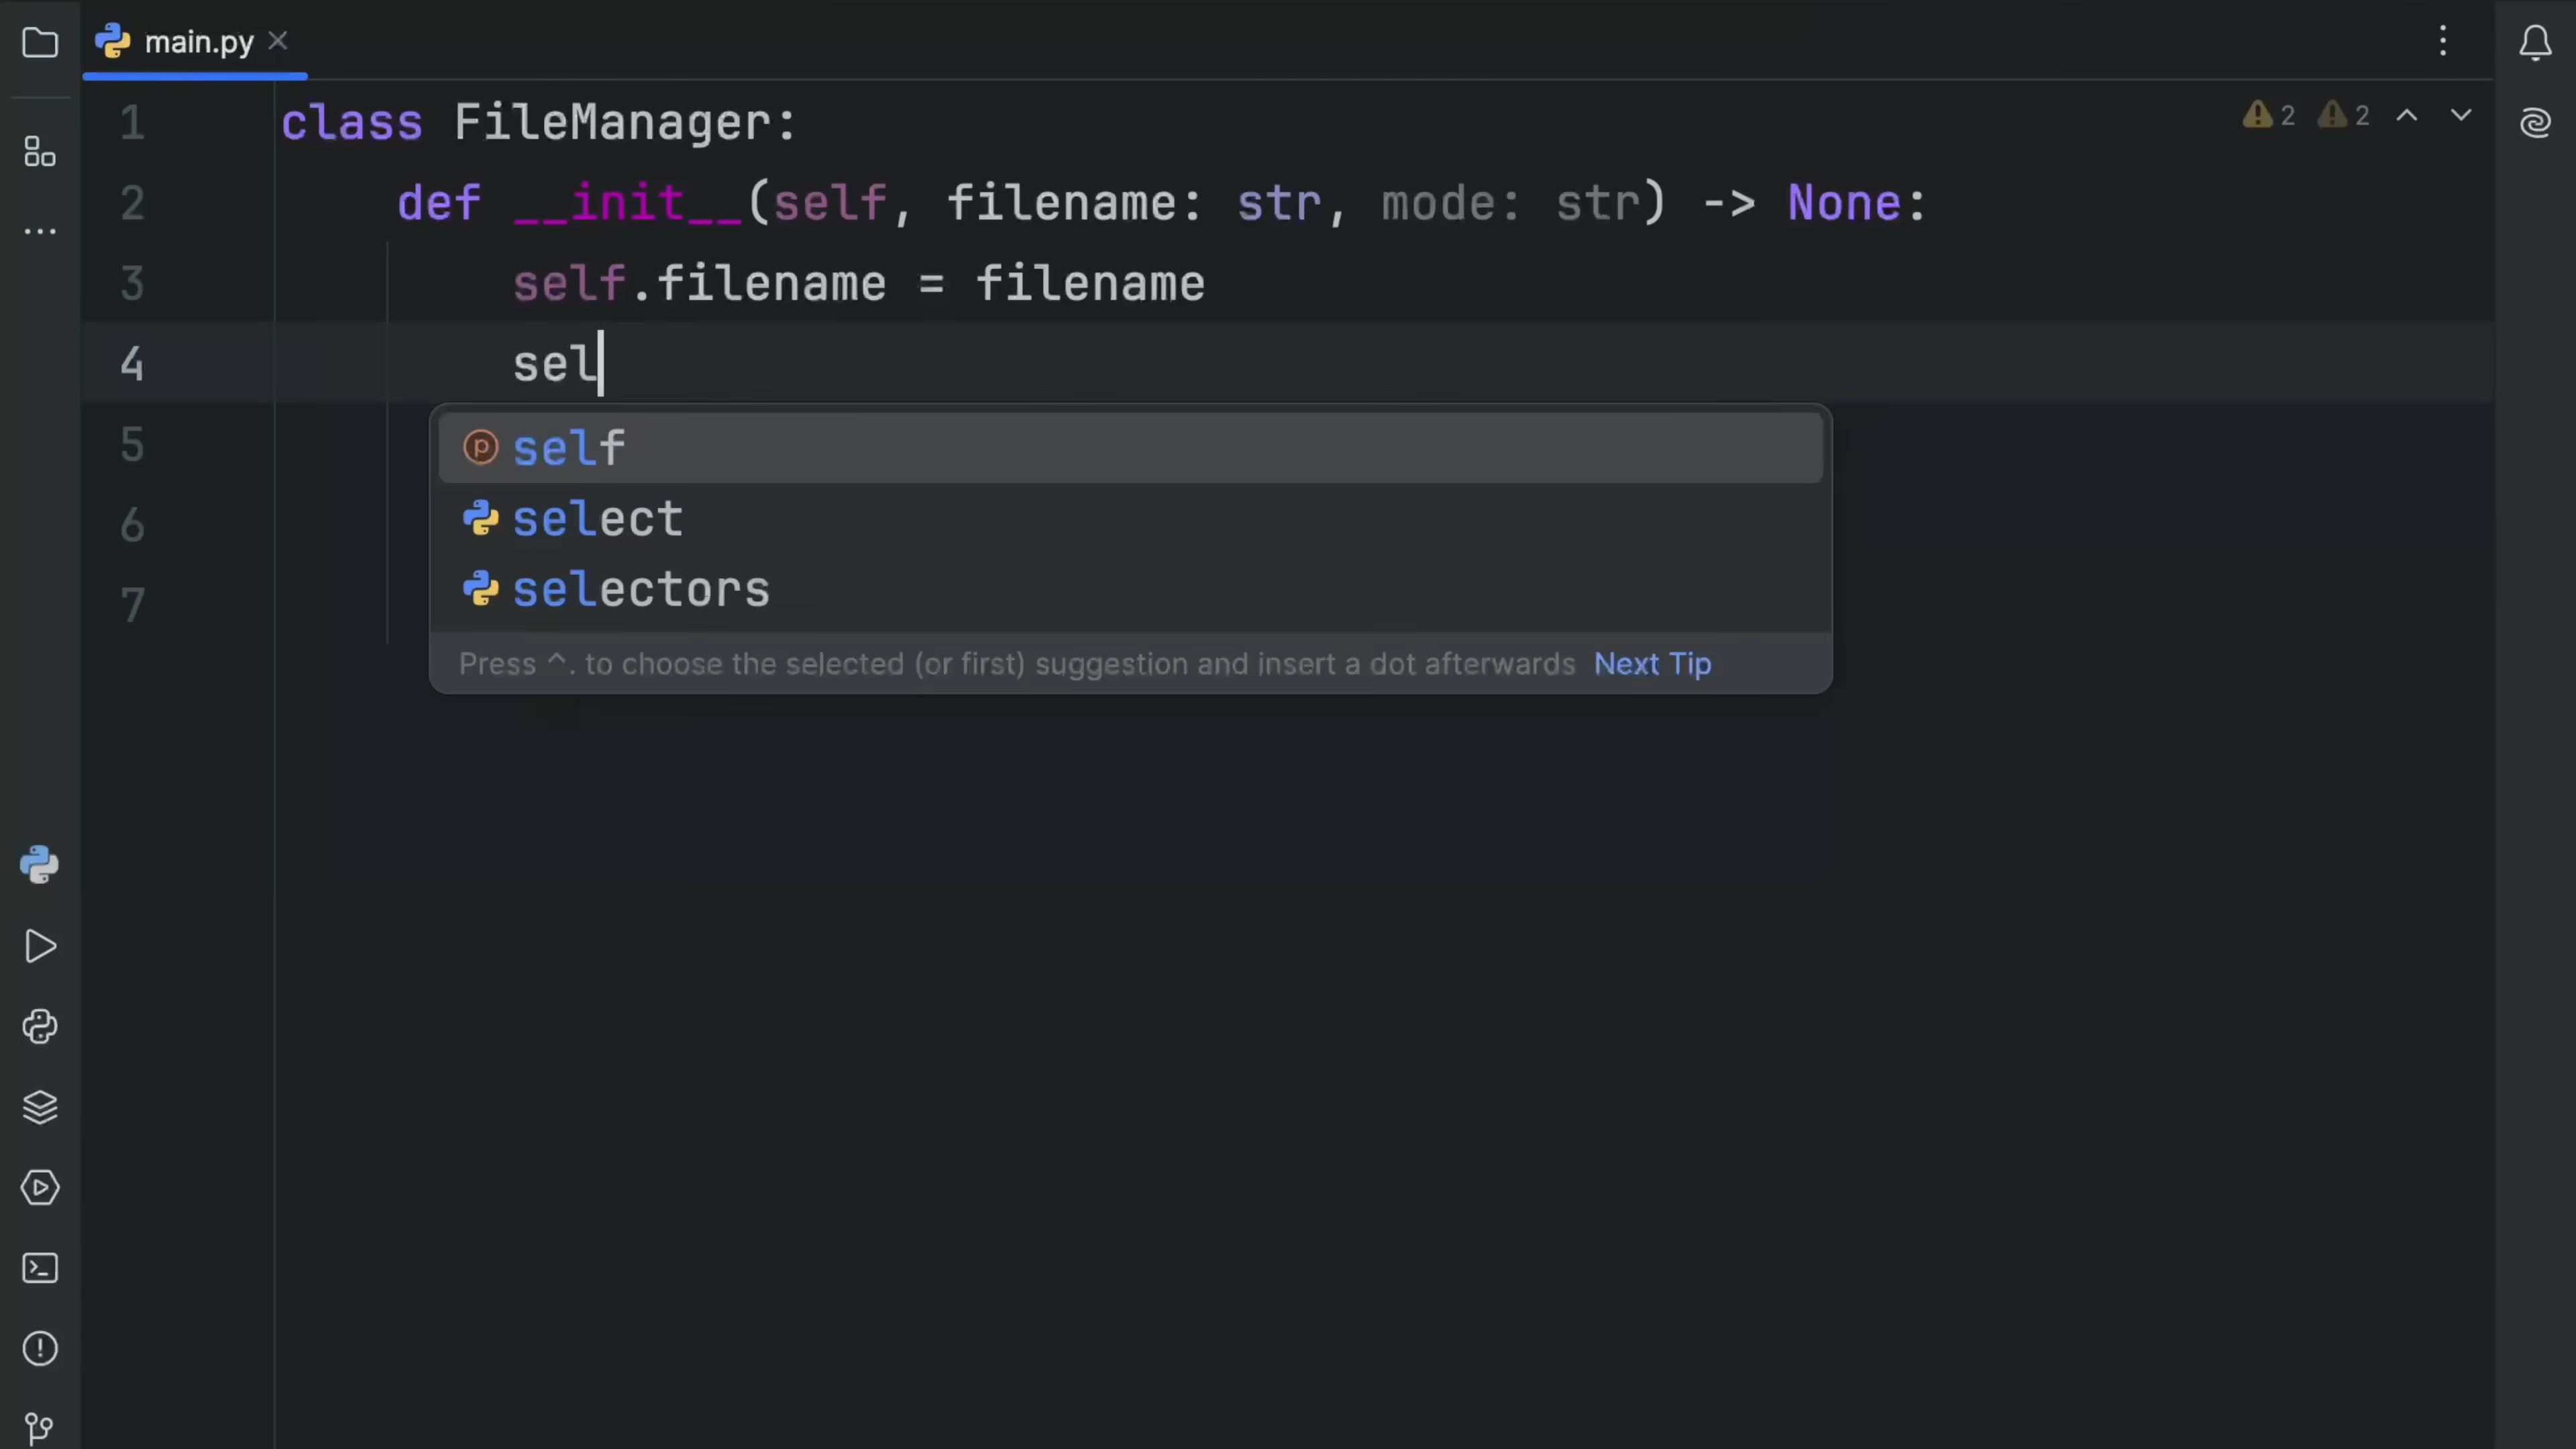 main.py
2 2
1 class FileManager:
2 def __init__(self, filename: str, mode: str) -> None:
3 self.filename = filename
4 sel
5
6
7
self
select
selectors
Press ^. to choose the selected (or first) suggestion and insert a dot afterwards Next Tip